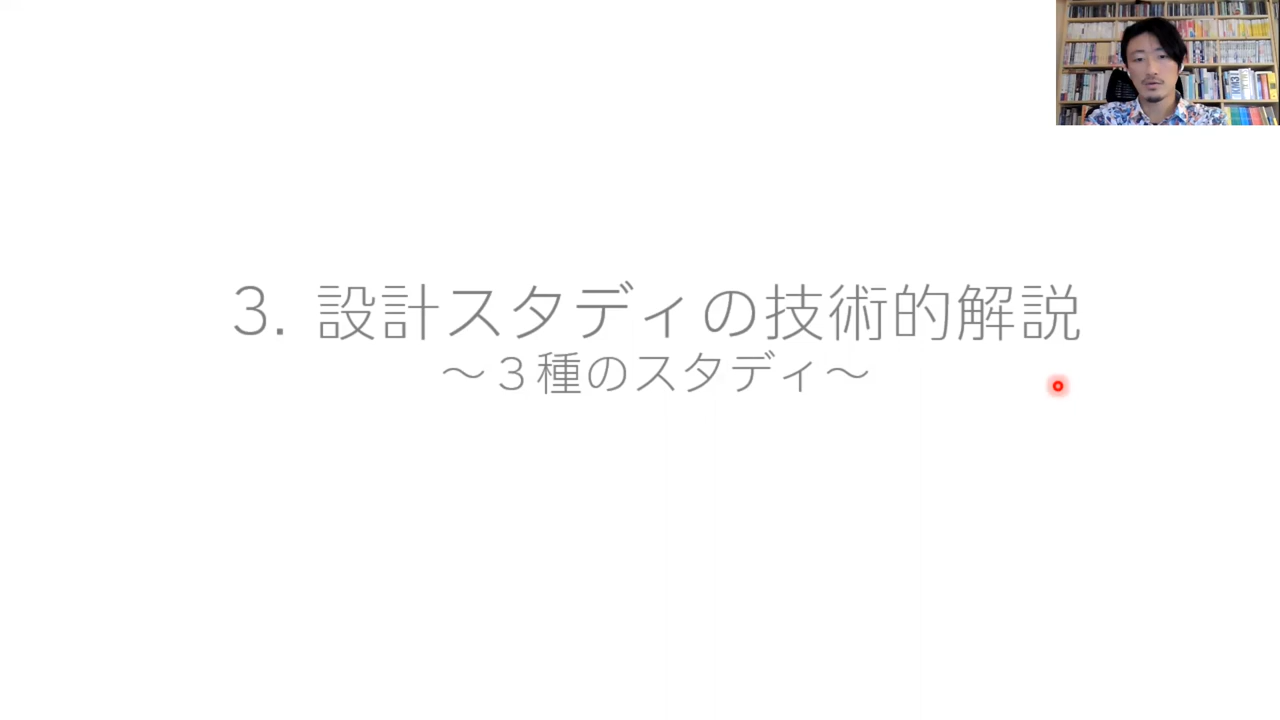 3. 設計スタディの技術的解説
～３種のスタディ～